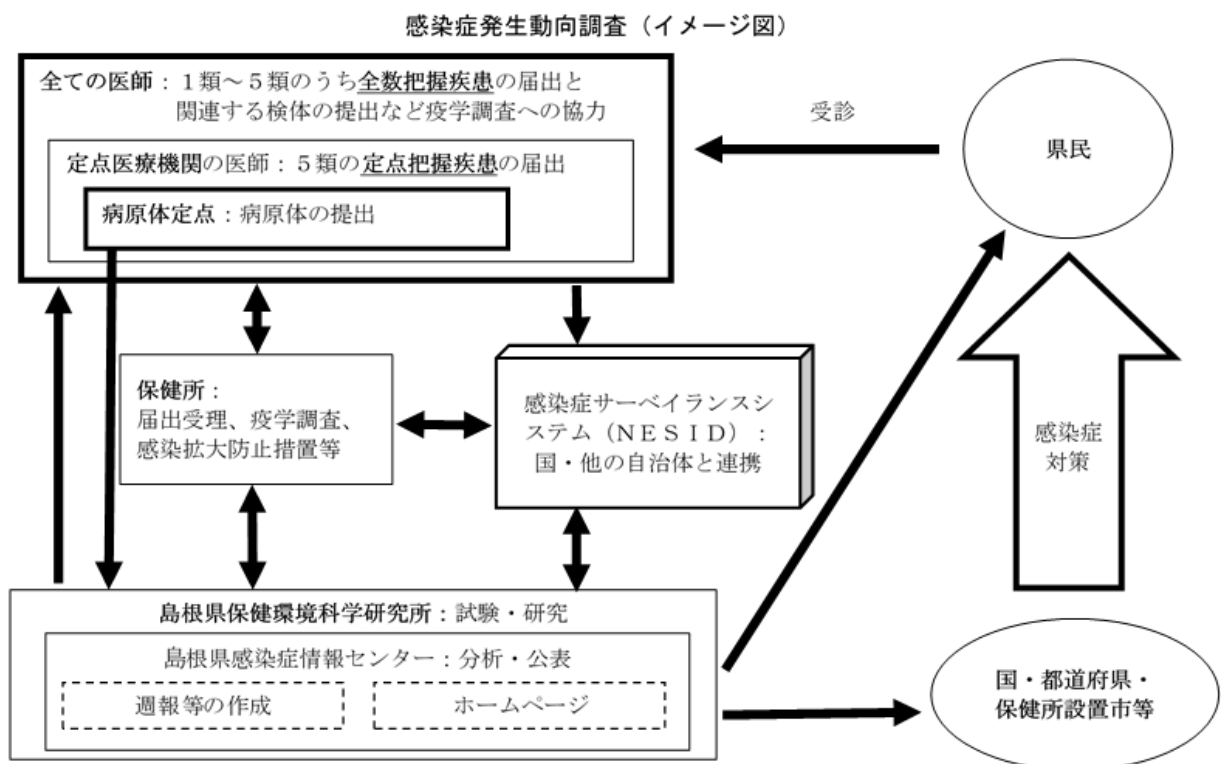 感染症発生動向調査（イメージ図）
全ての医師：１類～５類のうち全数把握疾患の届出と
関連する検体の提出など疫学調査への協力
定点医療機関の医師：５類の定点把握疾患の届出
病原体定点：病原体の提出
受診
県民
保健所：
届出受理、疫学調査、
感染拡大防止措置等
感染症サーベイランスシ
ステム（ＮＥＳＩＤ）：
国・他の自治体と連携
感染症
対策
島根県保健環境科学研究所：試験・研究
島根県感染症情報センター：分析・公表
週報等の作成
ホームページ
国・都道府県・
保健所設置市等